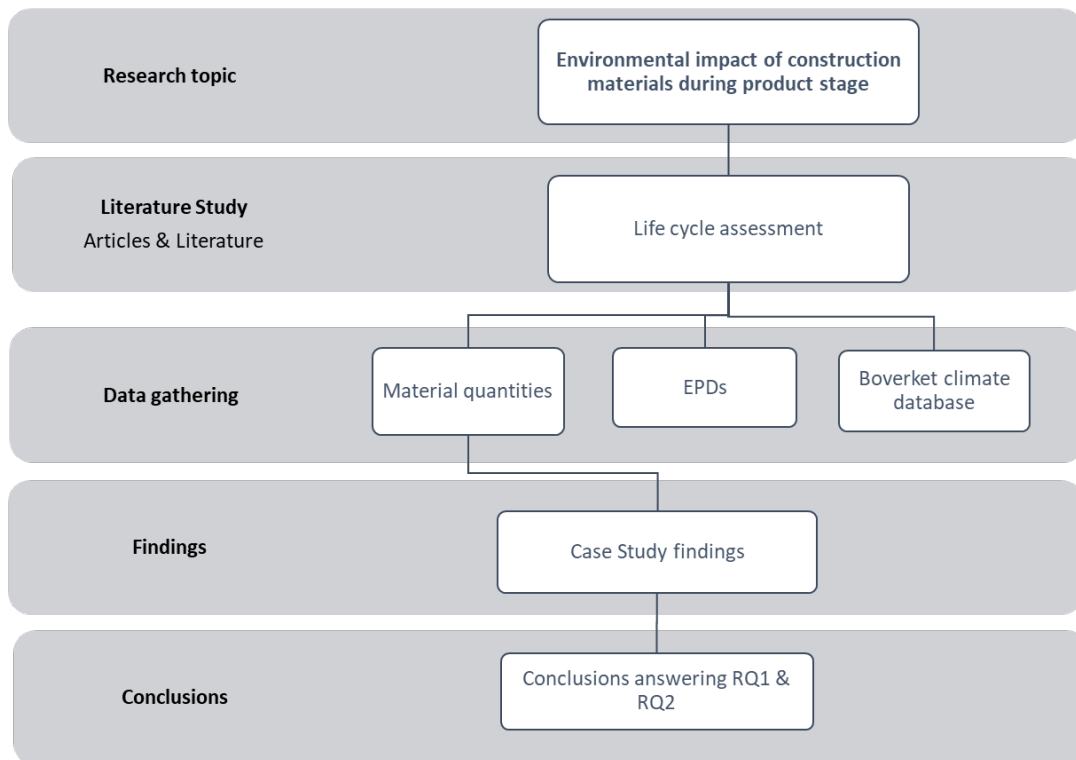 Research topic
Environmental impact of construction
materials during product stage
Literature Study
Articles & Literature
Life cycle assessment
Data gathering
Material quantities
EPDs
Boverket climate
database
Findings
Case Study findings
Conclusions
Conclusions answering RQ1 &
RQ2